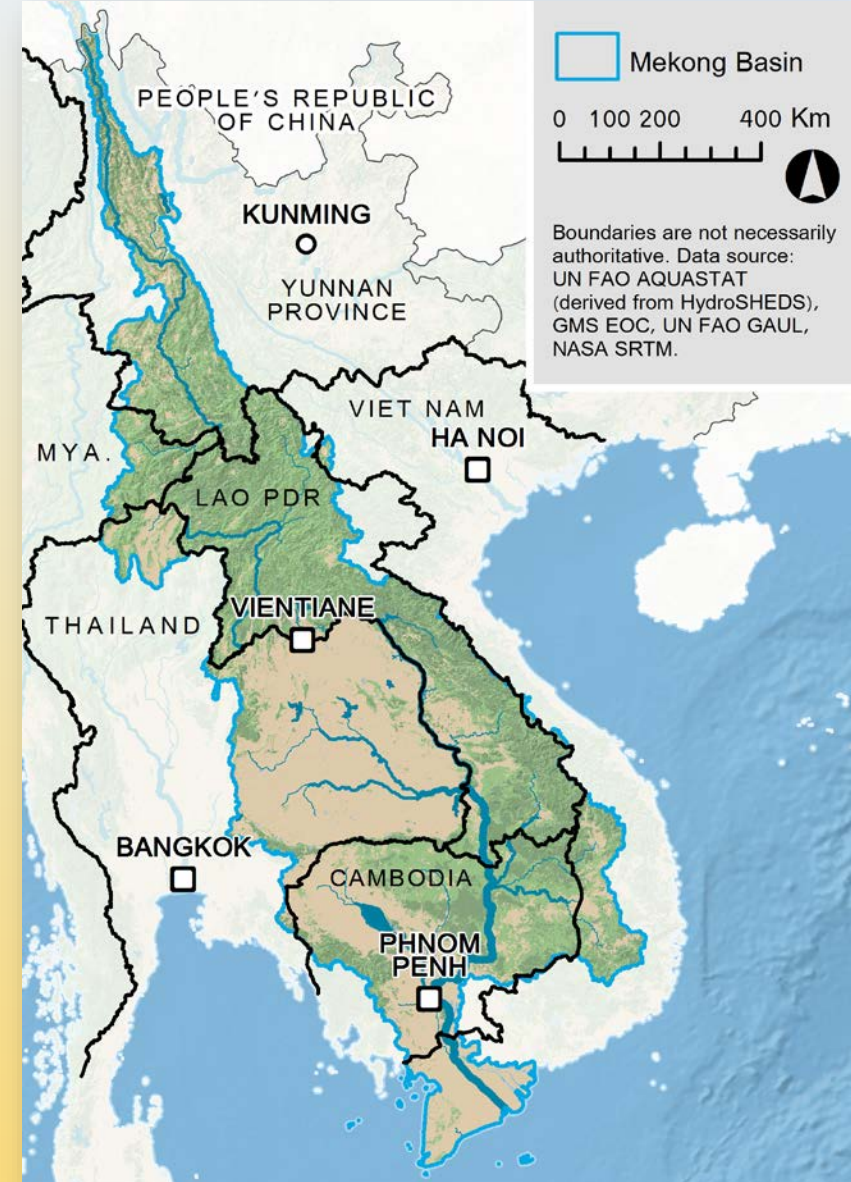 Mekong Basin
0 100 200 400 Km
Boundaries are not necessarily
authoritative. Data source:
UN FAO AQUASTAT
(derived from HydroSHEDS),
GMS EOC, UN FAO GAUL,
NASA SRTM.
PEOPLE'S REPUBLIC
OF CHINA
KUNMING
YUNNAN
PROVINCE
VIET NAM
HA NOI
MYA.
LAO PDR
VIENTIANE
THAILAND
BANGKOK
CAMBODIA
PHNOM
PENH